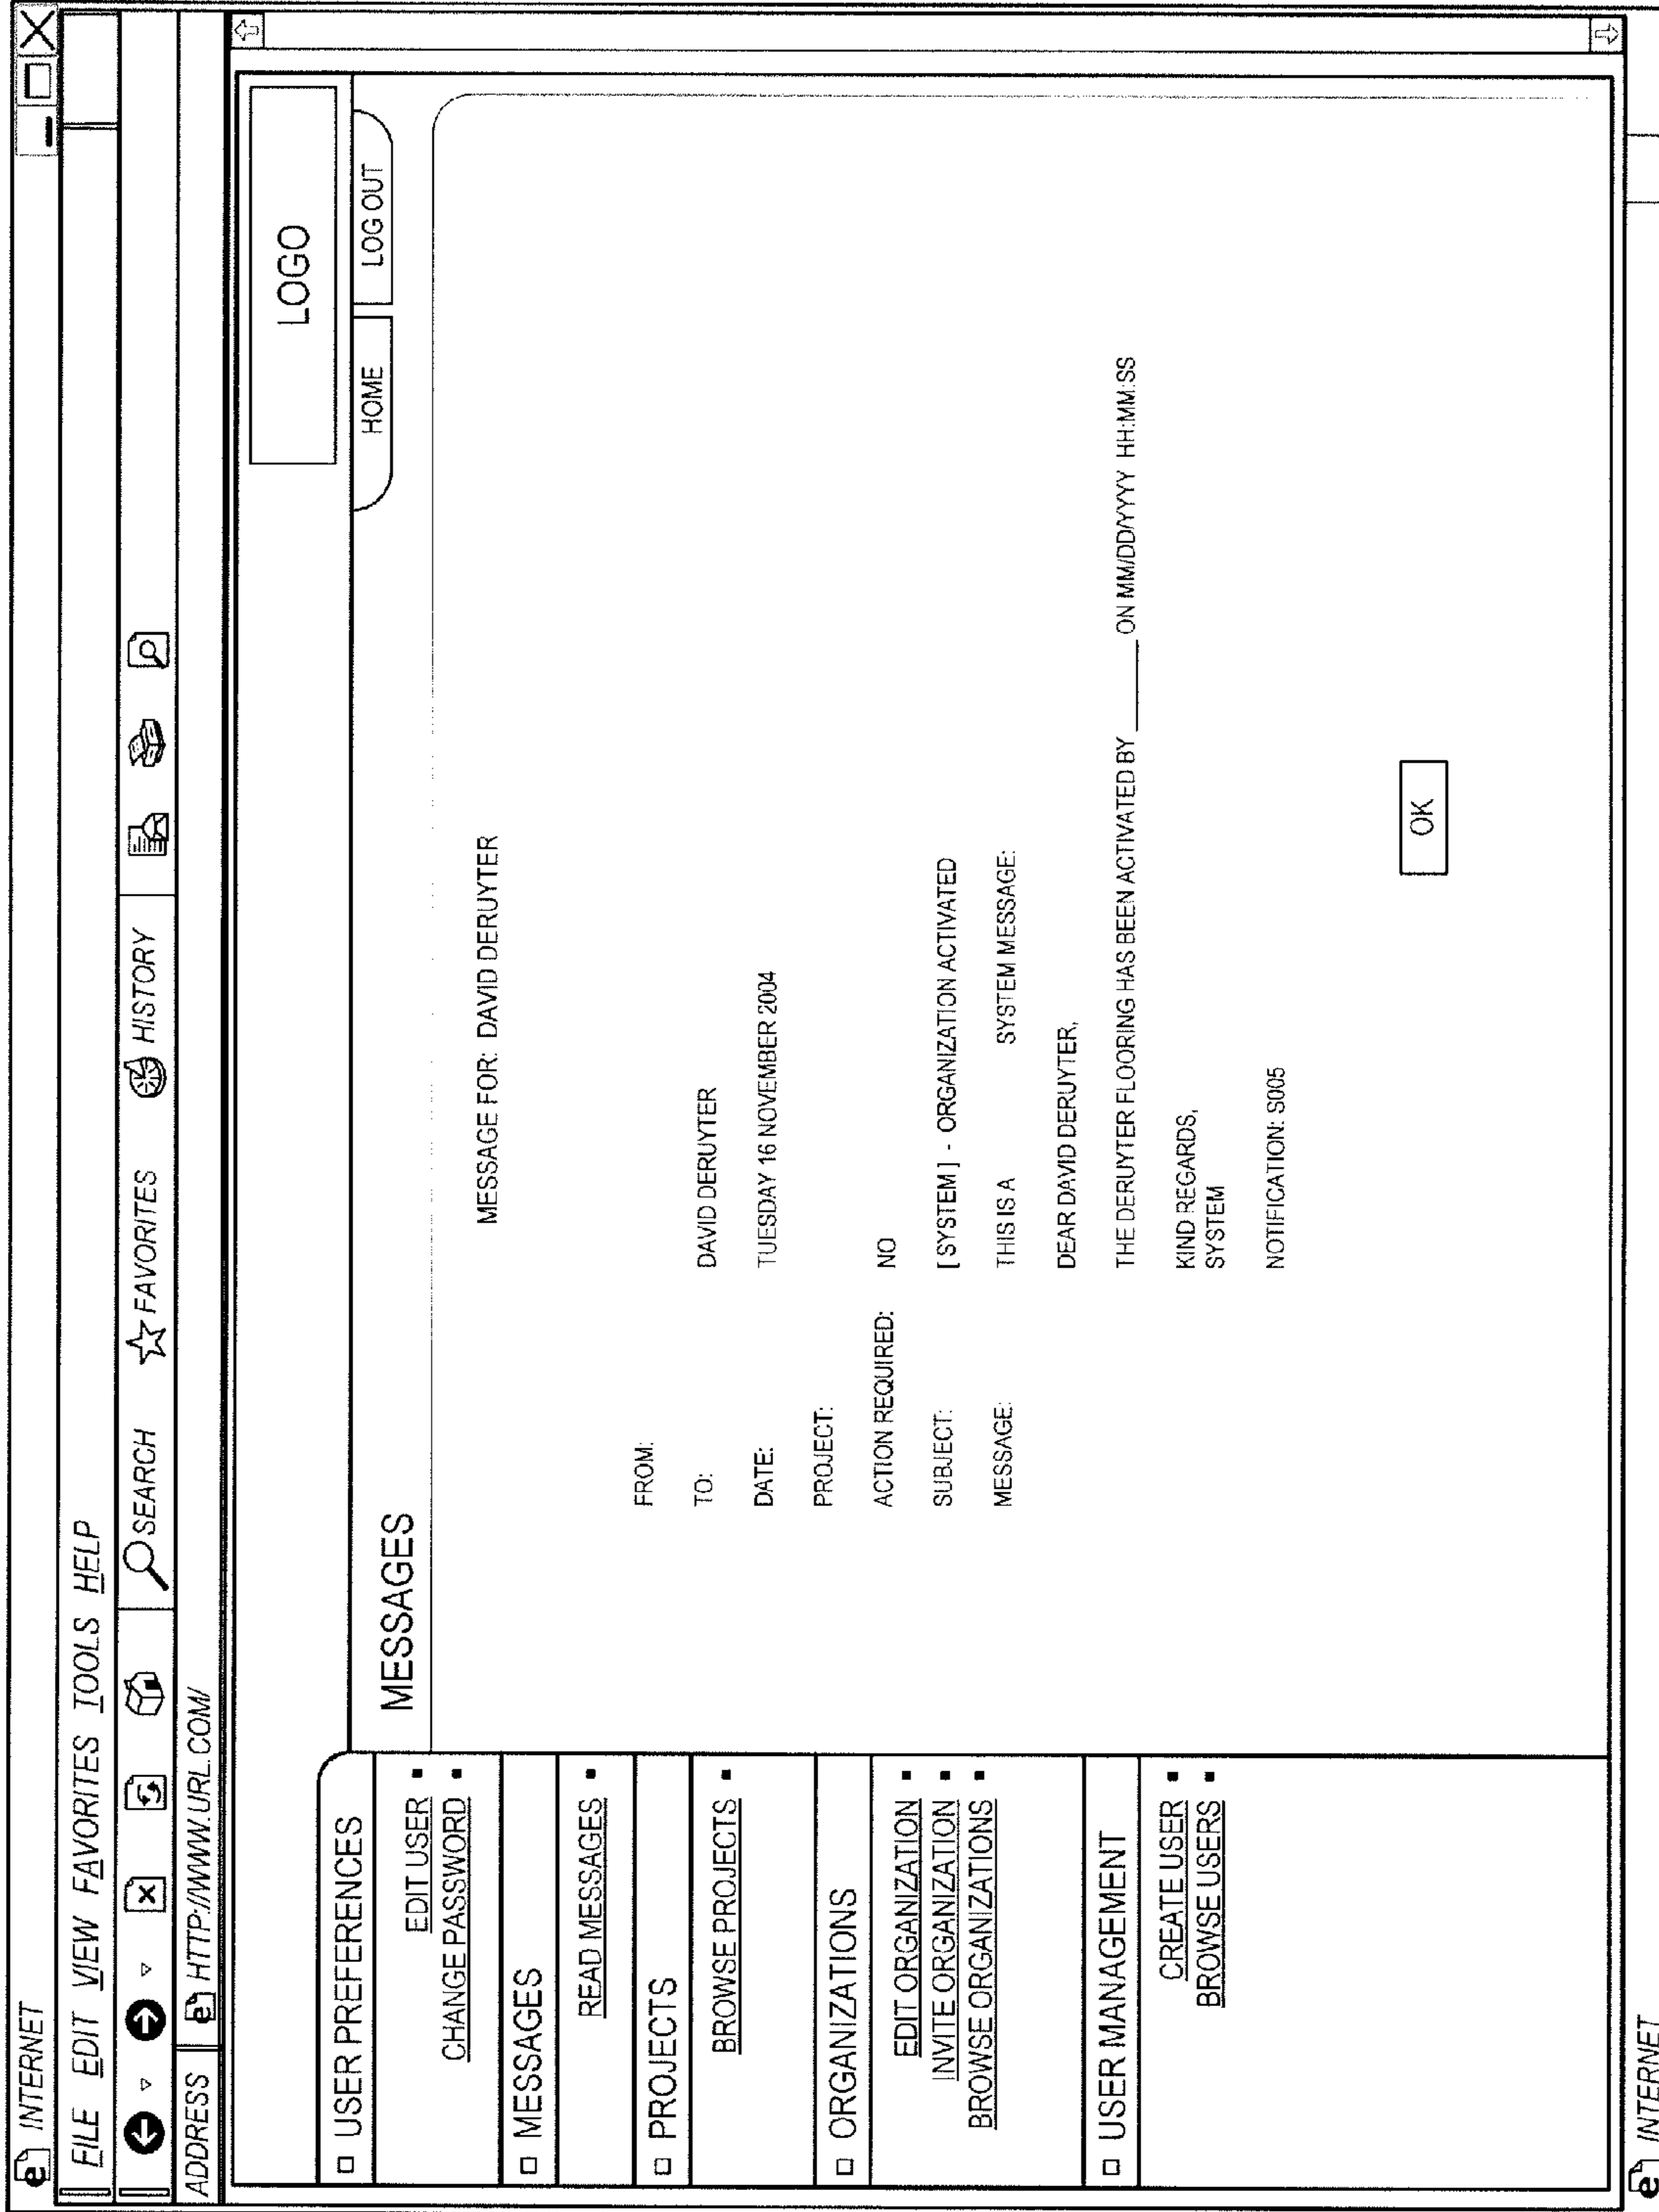 INTERNET
FILE EDIT VIEW FAVORITES TOOLS HELP
SEARCH FAVORITES HISTORY
ADDRESS HTTP://WWW.URL.COM/
LOGO
HOME LOG OUT
USER PREFERENCES
EDIT USER
CHANGE PASSWORD
MESSAGES
READ MESSAGES
PROJECTS
BROWSE PROJECTS
ORGANIZATIONS
EDIT ORGANIZATION
INVITE ORGANIZATION
BROWSE ORGANIZATIONS
USER MANAGEMENT
CREATE USER
BROWSE USERS
MESSAGES
MESSAGE FOR: DAVID DERUYTER
FROM:
TO: DAVID DERUYTER
DATE: TUESDAY 16 NOVEMBER 2004
PROJECT:
ACTION REQUIRED: NO
SUBJECT: [SYSTEM] - ORGANIZATION ACTIVATED
MESSAGE: THIS IS A SYSTEM MESSAGE:
DEAR DAVID DERUYTER,
THE DERUYTER FLOORING HAS BEEN ACTIVATED BY ______ ON MM/DD/YYYY HH:MM:SS
KIND REGARDS,
SYSTEM
NOTIFICATION: S005
OK
INTERNET